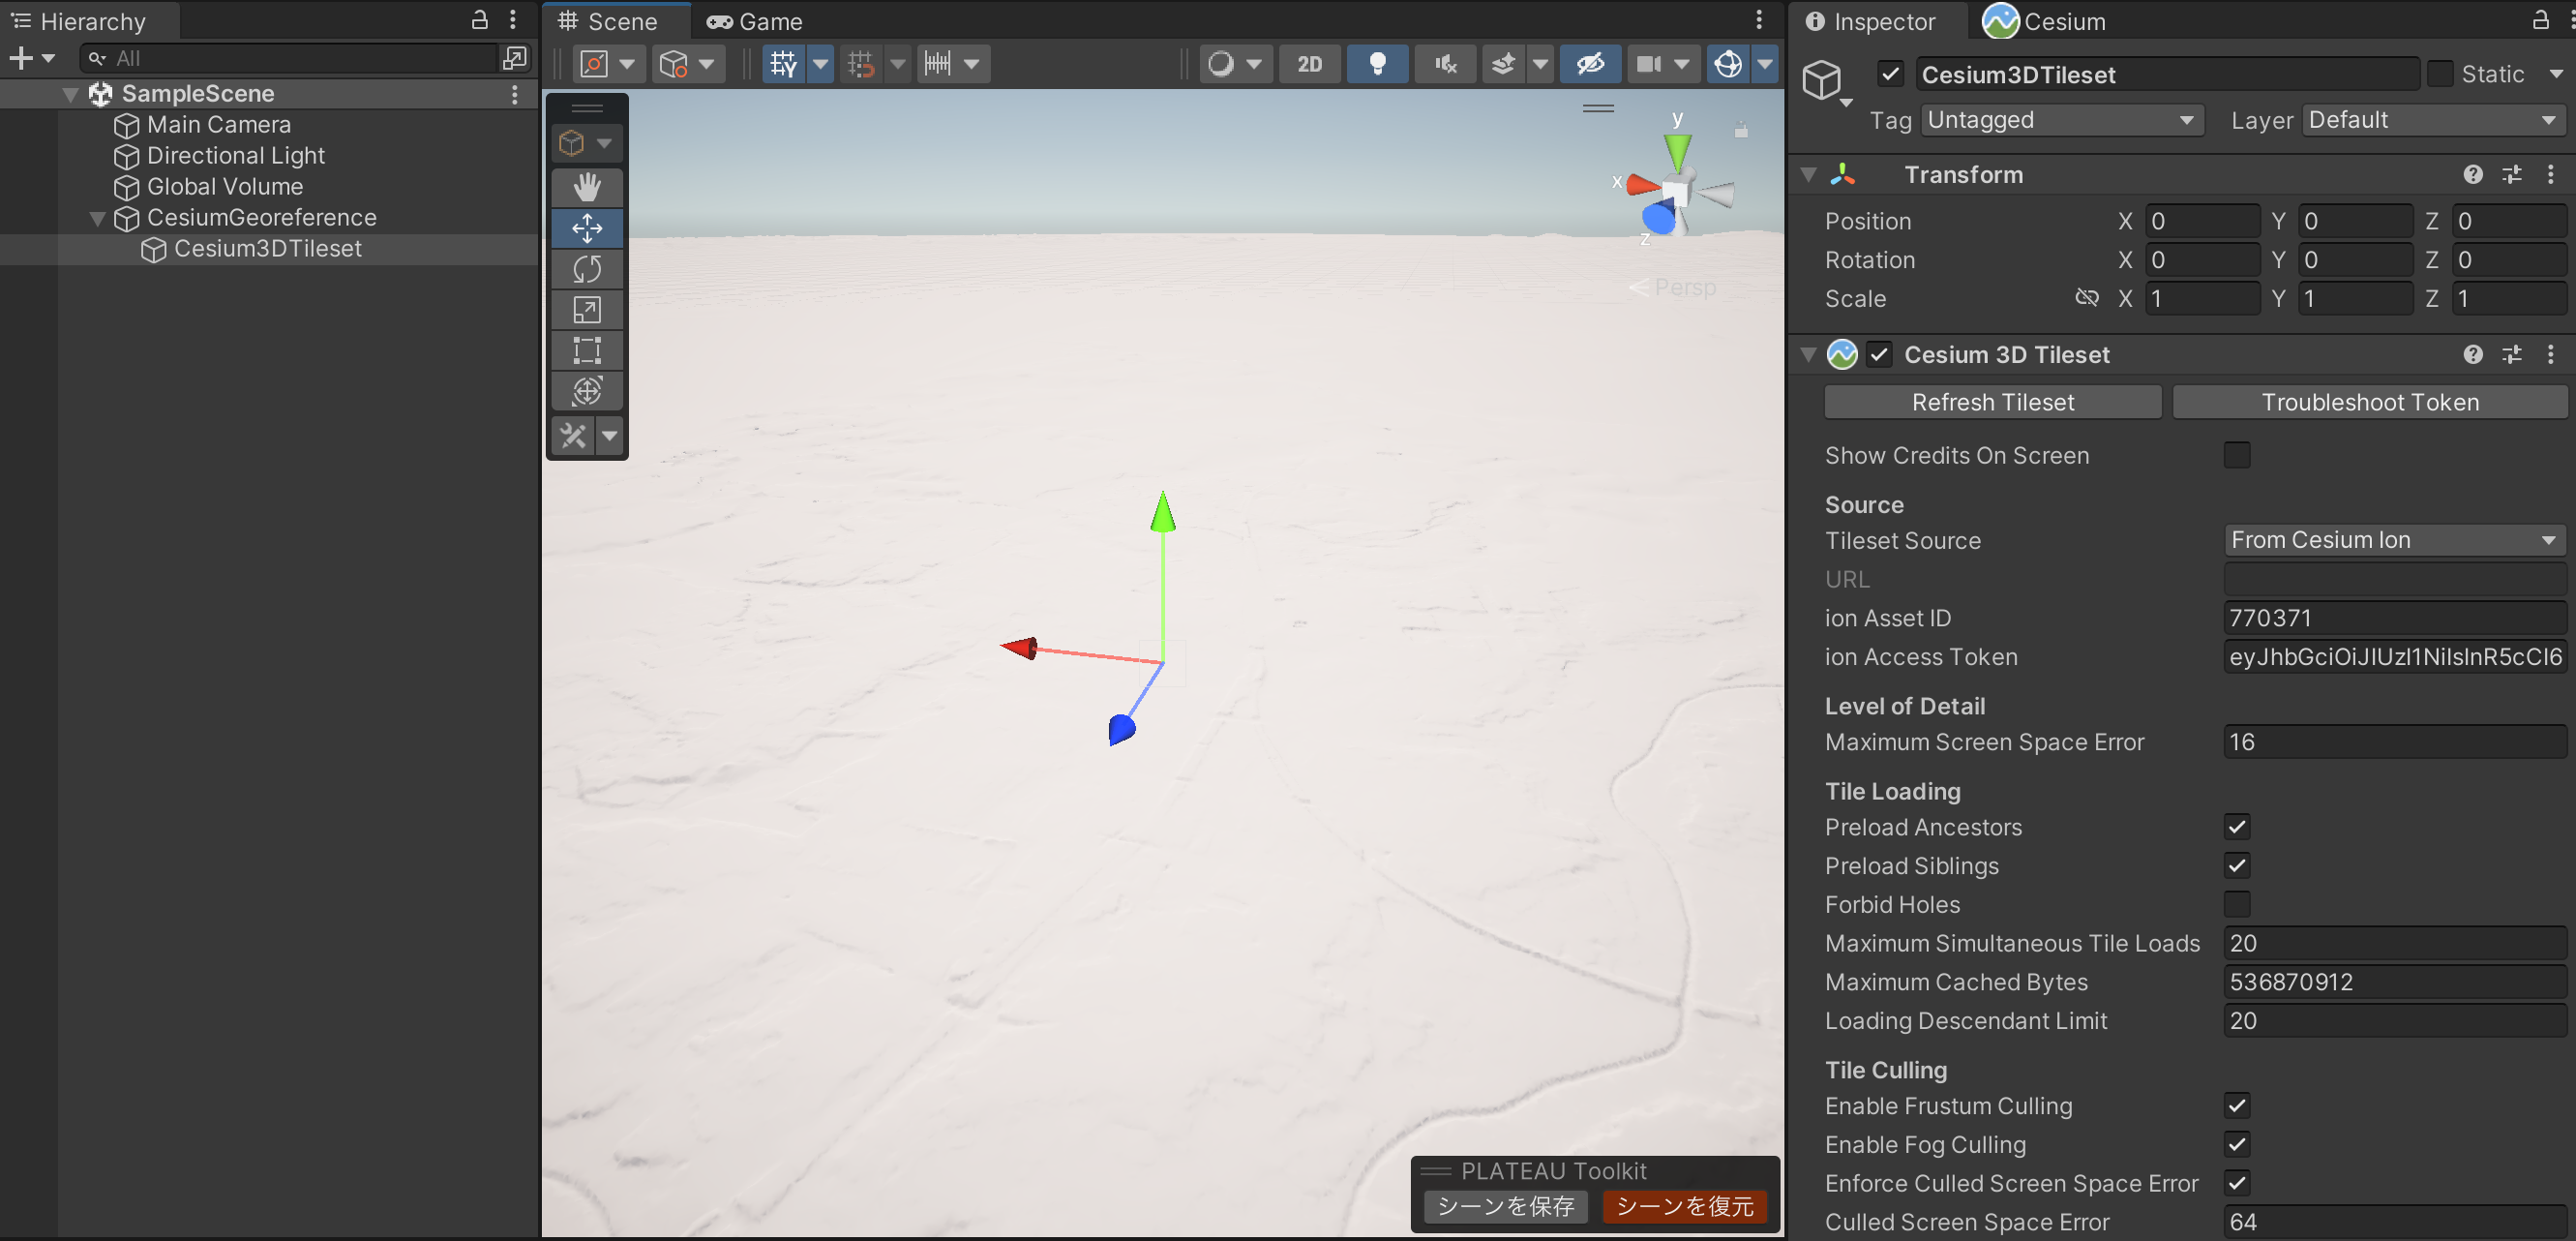 Hierarchy
All
SampleScene
Main Camera
Directional Light
Global Volume
CesiumGeoreference
Cesium3DTileset
Scene
Game
2D
y
x
z
Persp
PLATEAU Toolkit
シーンを保存
シーンを復元
Inspector
Cesium
Cesium3DTileset
Static
Tag
Untagged
Layer
Default
Transform
Position X 0 Y 0 Z 0
Rotation X 0 Y 0 Z 0
Scale X 1 Y 1 Z 1
Cesium 3D Tileset
Refresh Tileset
Troubleshoot Token
Show Credits On Screen
Source
Tileset Source From Cesium Ion
URL
ion Asset ID 770371
ion Access Token eyJhbGciOiJIUzI1NiIsInR5cCI6
Level of Detail
Maximum Screen Space Error 16
Tile Loading
Preload Ancestors
Preload Siblings
Forbid Holes
Maximum Simultaneous Tile Loads 20
Maximum Cached Bytes 536870912
Loading Descendant Limit 20
Tile Culling
Enable Frustum Culling
Enable Fog Culling
Enforce Culled Screen Space Error
Culled Screen Space Error 64